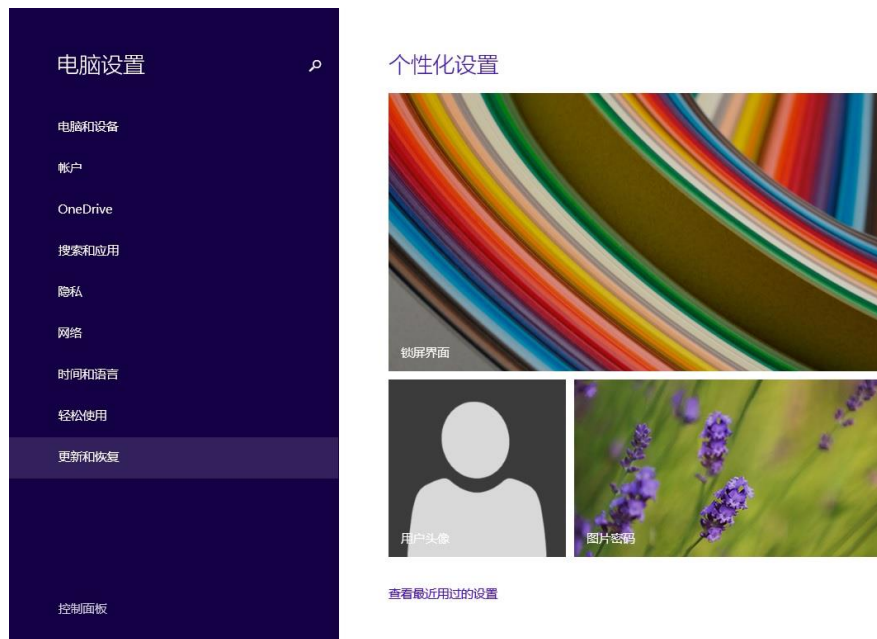 电脑设置
电脑和设备
帐户
OneDrive
搜索和应用
隐私
网络
时间和语言
轻松使用
更新和恢复
控制面板
个性化设置
锁屏界面
用户头像
图片密码
查看最近用过的设置